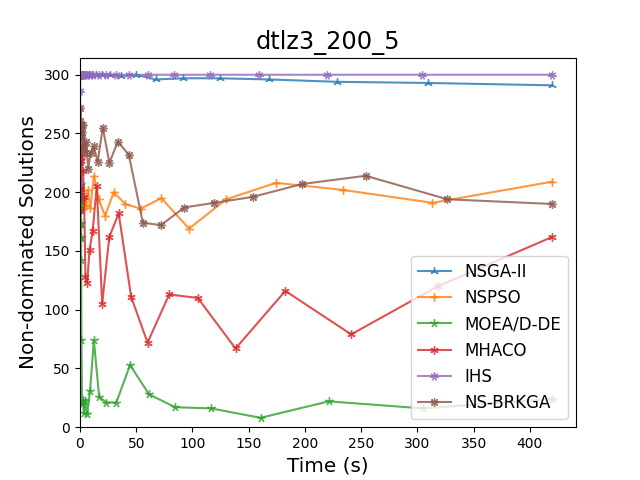 dtlz3_200_5
Non-dominated Solutions
300
250
200
150
100
50
0
0 50 100 150 200 250 300 350 400
Time (s)
NSGA-II
NSPSO
MOEA/D-DE
MHACO
IHS
NS-BRKGA